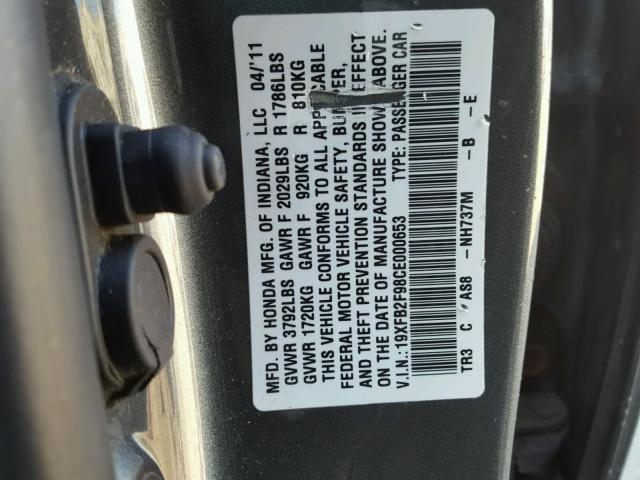 MFD. BY HONDA MFG. OF INDIANA, LLC 04/'11
GVWR 3792LBS GAWR F 2029LBS R 1786LBS
GVWR 1720KG GAWR F 920KG R 810KG
THIS VEHICLE CONFORMS TO ALL APPLICABLE
FEDERAL MOTOR VEHICLE SAFETY, BUMPER,
AND THEFT PREVENTION STANDARDS IN EFFECT
ON THE DATE OF MANUFACTURE SHOWN ABOVE.
V.I.N.:19XFB2F98CE000653 TYPE: PASSENGER CAR
TR3 C AS8 -NH737M -B -E